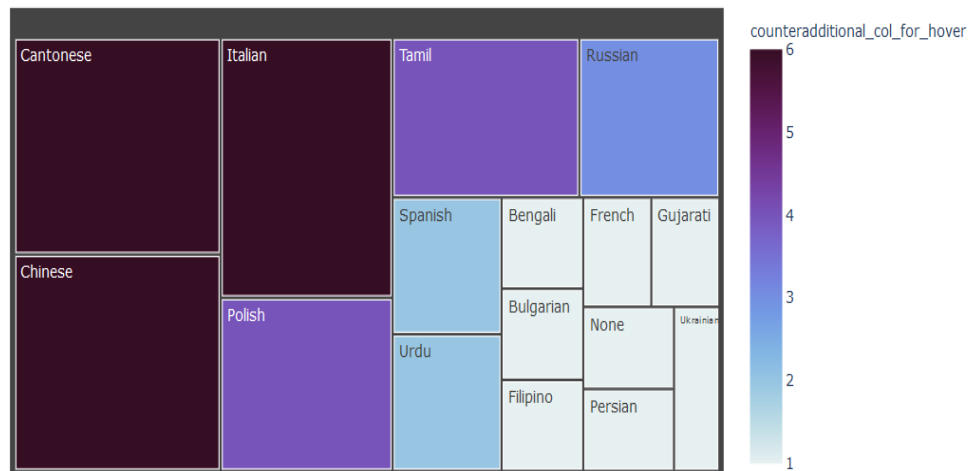 Cantonese
Italian
Tamil
Russian
Spanish
Bengali
French
Gujarati
Chinese
Polish
Bulgarian
None
Ukrainian
Urdu
Filipino
Persian
counteradditional_col_for_hover
6
5
4
3
2
1